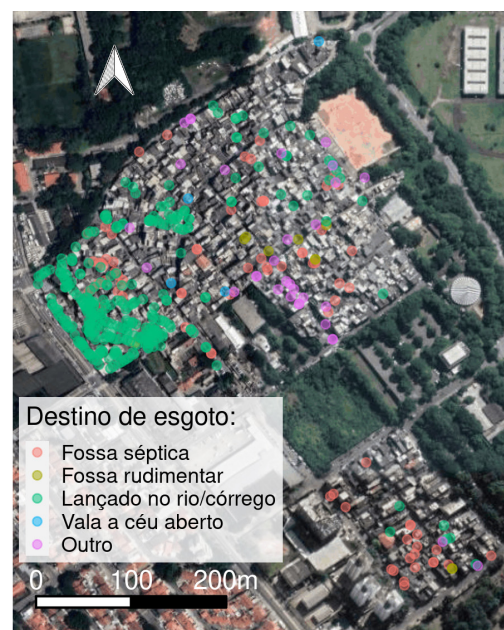 Destino de esgoto:
Fossa séptica
Fossa rudimentar
Lançado no rio/córrego
Vala a céu aberto
Outro
0 100 200m